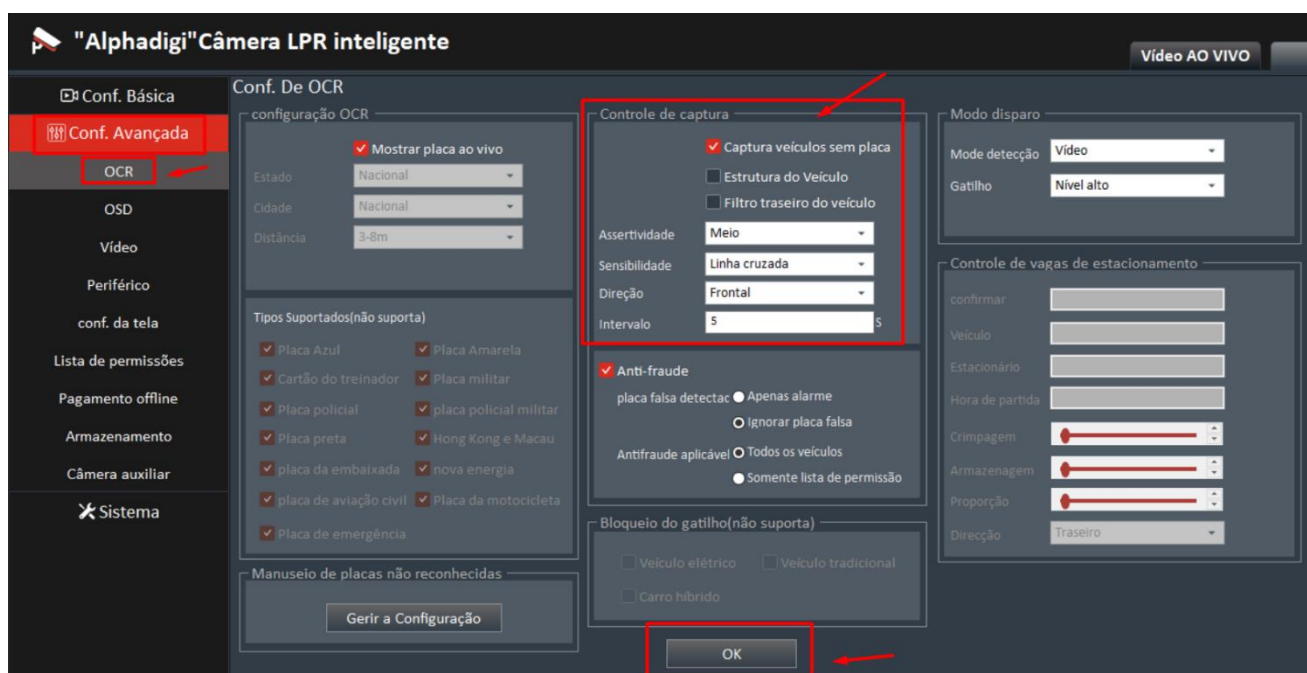 "Alphadigi"Câmera LPR inteligente
Vídeo AO VIVO
Conf. Básica
Conf. Avançada
OCR
OSD
Vídeo
Periférico
conf. da tela
Lista de permissões
Pagamento offline
Armazenamento
Câmera auxiliar
Sistema
Conf. De OCR
configuração OCR
Mostrar placa ao vivo
Estado Nacional
Cidade Nacional
Distância 3-8m
Tipos Suportados(não suporta)
Placa Azul Placa Amarela
Cartão do treinador Placa militar
Placa policial placa policial militar
Placa preta Hong Kong e Macau
placa da embaixada nova energia
placa de aviação civil Placa da motocicleta
Placa de emergência
Manuseio de placas não reconhecidas
Gerir a Configuração
Controle de captura
Captura veículos sem placa
Estrutura do Veículo
Filtro traseiro do veículo
Assertividade Meio
Sensibilidade Linha cruzada
Direção Frontal
Intervalo 5 S
Anti-fraude
placa falsa detectac Apenas alarme
Ignorar placa falsa
Antifraude aplicável Todos os veículos
Somente lista de permissão
Bloqueio do gatilho(não suporta)
Veículo elétrico Veículo tradicional
Carro híbrido
OK
Modo disparo
Mode detecção Vídeo
Gatilho Nível alto
Controle de vagas de estacionamento
confirmar
Veículo
Estacionário
Hora de partida
Crimpagem
Armazenagem
Proporção
Direcção Traseiro